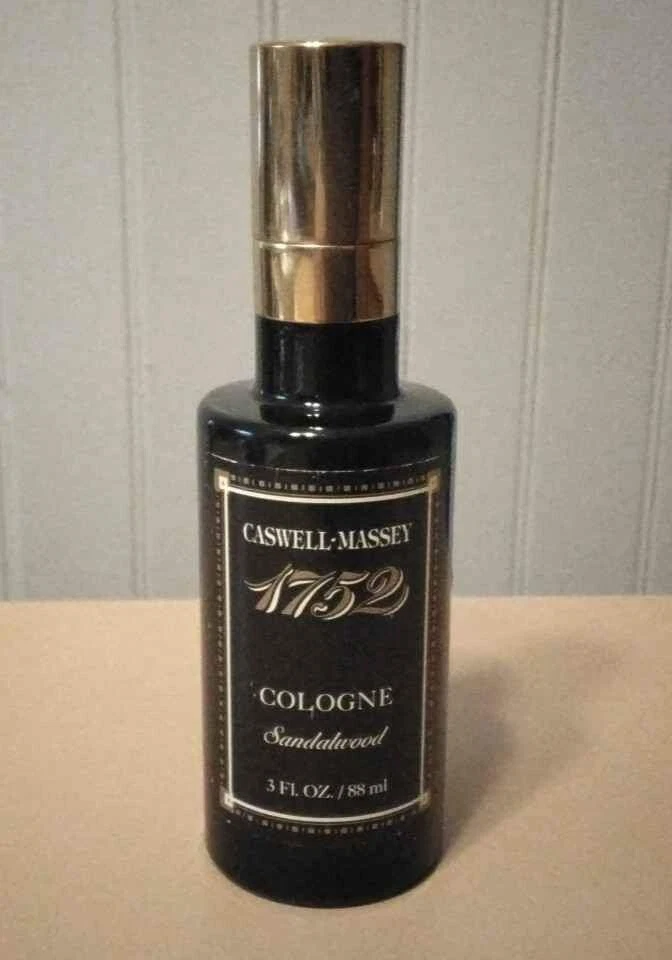 CASWELL-MASSEY
1752
COLOGNE
Sandalwood
3 Fl. OZ. / 88 ml